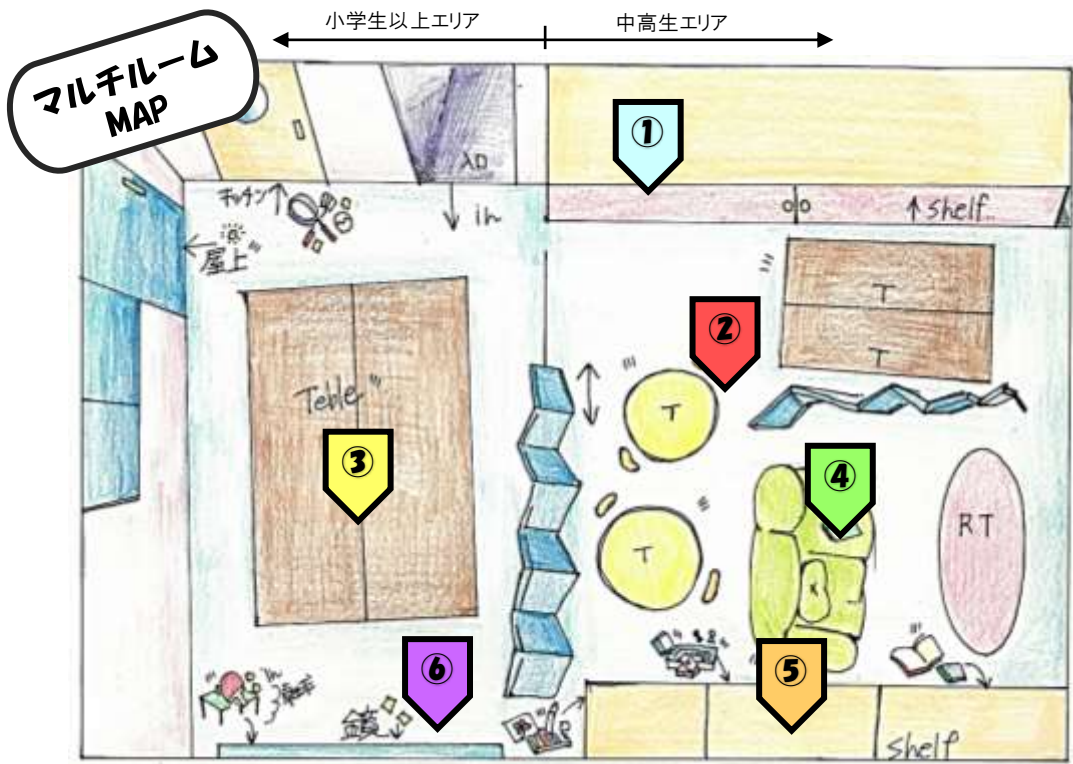 小学生以上エリア
中高生エリア
マルチルーム
MAP
①
入口
キッチン
in
↑ shelf
屋上
T
T
②
Teble
T
③
④
T
RT
⑤
⑥
鏡
shelf